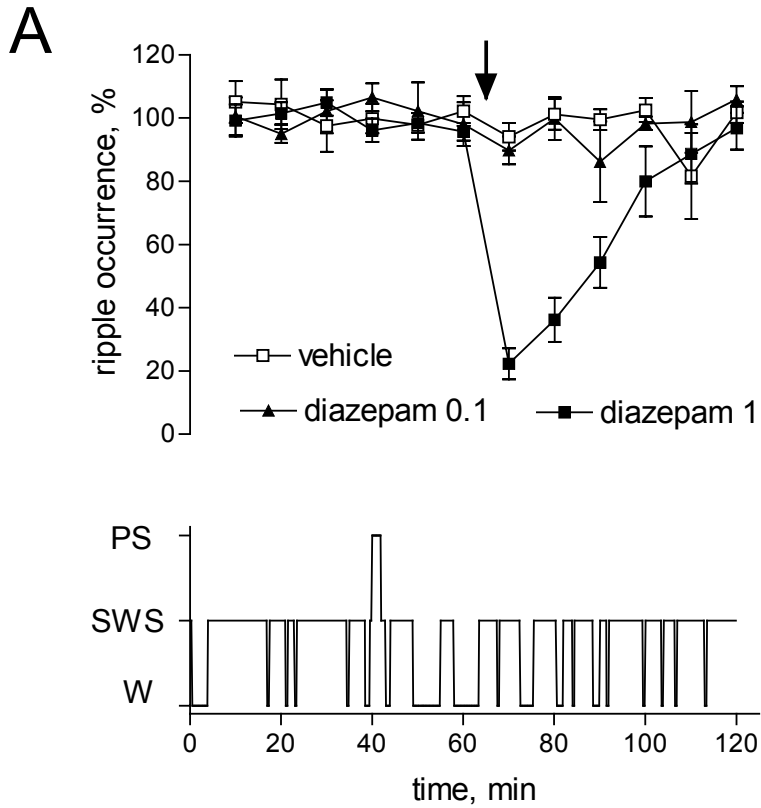 A
120
100
80
60
40
20
0
ripple occurrence, %
vehicle
diazepam 0.1
diazepam 1
PS
SWS
W
0 20 40 60 80 100 120
time, min